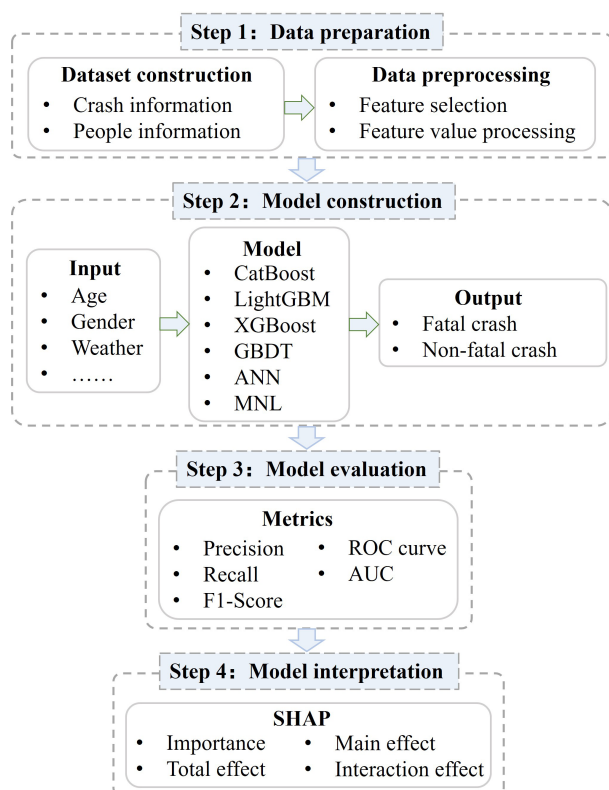 Step 1：Data preparation
Dataset construction
• Crash information
• People information
Data preprocessing
• Feature selection
• Feature value processing
Step 2：Model construction
Input
• Age
• Gender
• Weather
• ……
Model
• CatBoost
• LightGBM
• XGBoost
• GBDT
• ANN
• MNL
Output
• Fatal crash
• Non-fatal crash
Step 3：Model evaluation
Metrics
• Precision
• Recall
• F1-Score
• ROC curve
• AUC
Step 4：Model interpretation
SHAP
• Importance
• Total effect
• Main effect
• Interaction effect